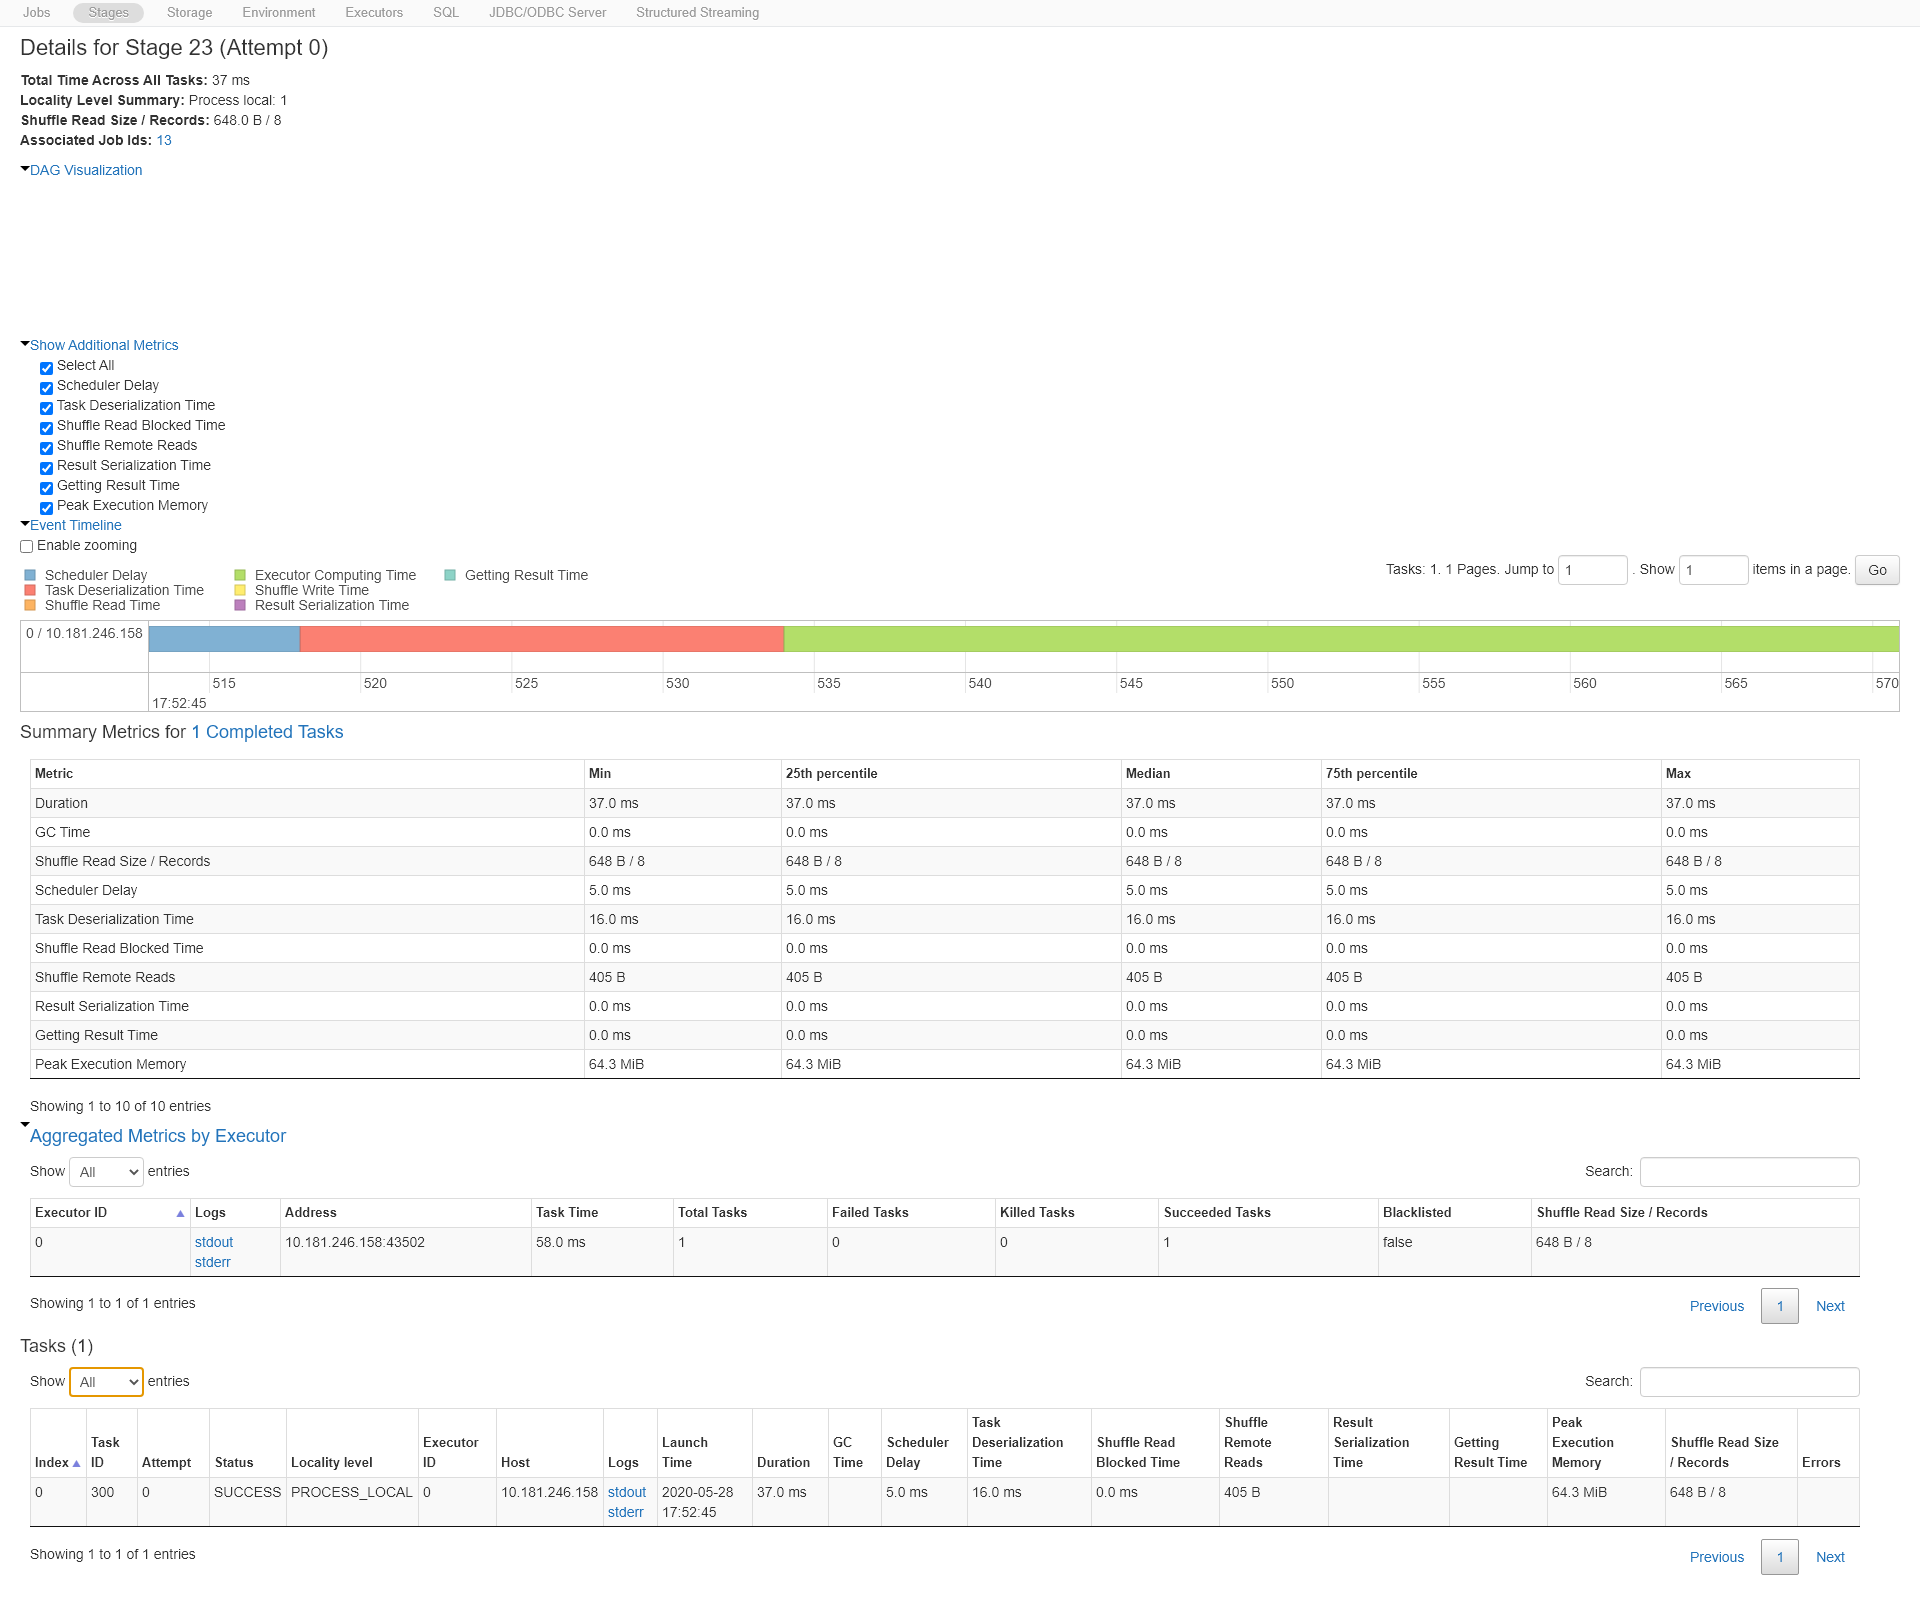 Jobs Stages Storage Environment Executors SQL JDBC/ODBC Server Structured Streaming
Details for Stage 23 (Attempt 0)
Total Time Across All Tasks: 37 ms
Locality Level Summary: Process local: 1
Shuffle Read Size / Records: 648.0 B / 8
Associated Job Ids: 13
DAG Visualization
Show Additional Metrics
Select All
Scheduler Delay
Task Deserialization Time
Shuffle Read Blocked Time
Shuffle Remote Reads
Result Serialization Time
Getting Result Time
Peak Execution Memory
Event Timeline
Enable zooming
Tasks: 1. 1 Pages. Jump to 1 . Show 1 items in a page. Go
Scheduler Delay Executor Computing Time Getting Result Time
Task Deserialization Time Shuffle Write Time
Shuffle Read Time Result Serialization Time
0 / 10.181.246.158
515 520 525 530 535 540 545 550 555 560 565 570
17:52:45
Summary Metrics for 1 Completed Tasks
Metric Min 25th percentile Median 75th percentile Max
Duration 37.0 ms 37.0 ms 37.0 ms 37.0 ms 37.0 ms
GC Time 0.0 ms 0.0 ms 0.0 ms 0.0 ms 0.0 ms
Shuffle Read Size / Records 648 B / 8 648 B / 8 648 B / 8 648 B / 8 648 B / 8
Scheduler Delay 5.0 ms 5.0 ms 5.0 ms 5.0 ms 5.0 ms
Task Deserialization Time 16.0 ms 16.0 ms 16.0 ms 16.0 ms 16.0 ms
Shuffle Read Blocked Time 0.0 ms 0.0 ms 0.0 ms 0.0 ms 0.0 ms
Shuffle Remote Reads 405 B 405 B 405 B 405 B 405 B
Result Serialization Time 0.0 ms 0.0 ms 0.0 ms 0.0 ms 0.0 ms
Getting Result Time 0.0 ms 0.0 ms 0.0 ms 0.0 ms 0.0 ms
Peak Execution Memory 64.3 MiB 64.3 MiB 64.3 MiB 64.3 MiB 64.3 MiB
Showing 1 to 10 of 10 entries
Aggregated Metrics by Executor
Show All entries Search:
Executor ID Logs Address Task Time Total Tasks Failed Tasks Killed Tasks Succeeded Tasks Blacklisted Shuffle Read Size / Records
0 stdout 10.181.246.158:43502 58.0 ms 1 0 0 1 false 648 B / 8
stderr
Showing 1 to 1 of 1 entries
Previous 1 Next
Tasks (1)
Show All entries Search:
Task Shuffle Result Peak
Task Executor Launch GC Scheduler Deserialization Shuffle Read Remote Serialization Getting Execution Shuffle Read Size
Index ID Attempt Status Locality level ID Host Logs Time Duration Time Delay Time Blocked Time Reads Time Result Time Memory / Records Errors
0 300 0 SUCCESS PROCESS_LOCAL 0 10.181.246.158 stdout 2020-05-28 37.0 ms 5.0 ms 16.0 ms 0.0 ms 405 B 64.3 MiB 648 B / 8
stderr 17:52:45
Showing 1 to 1 of 1 entries
Previous 1 Next